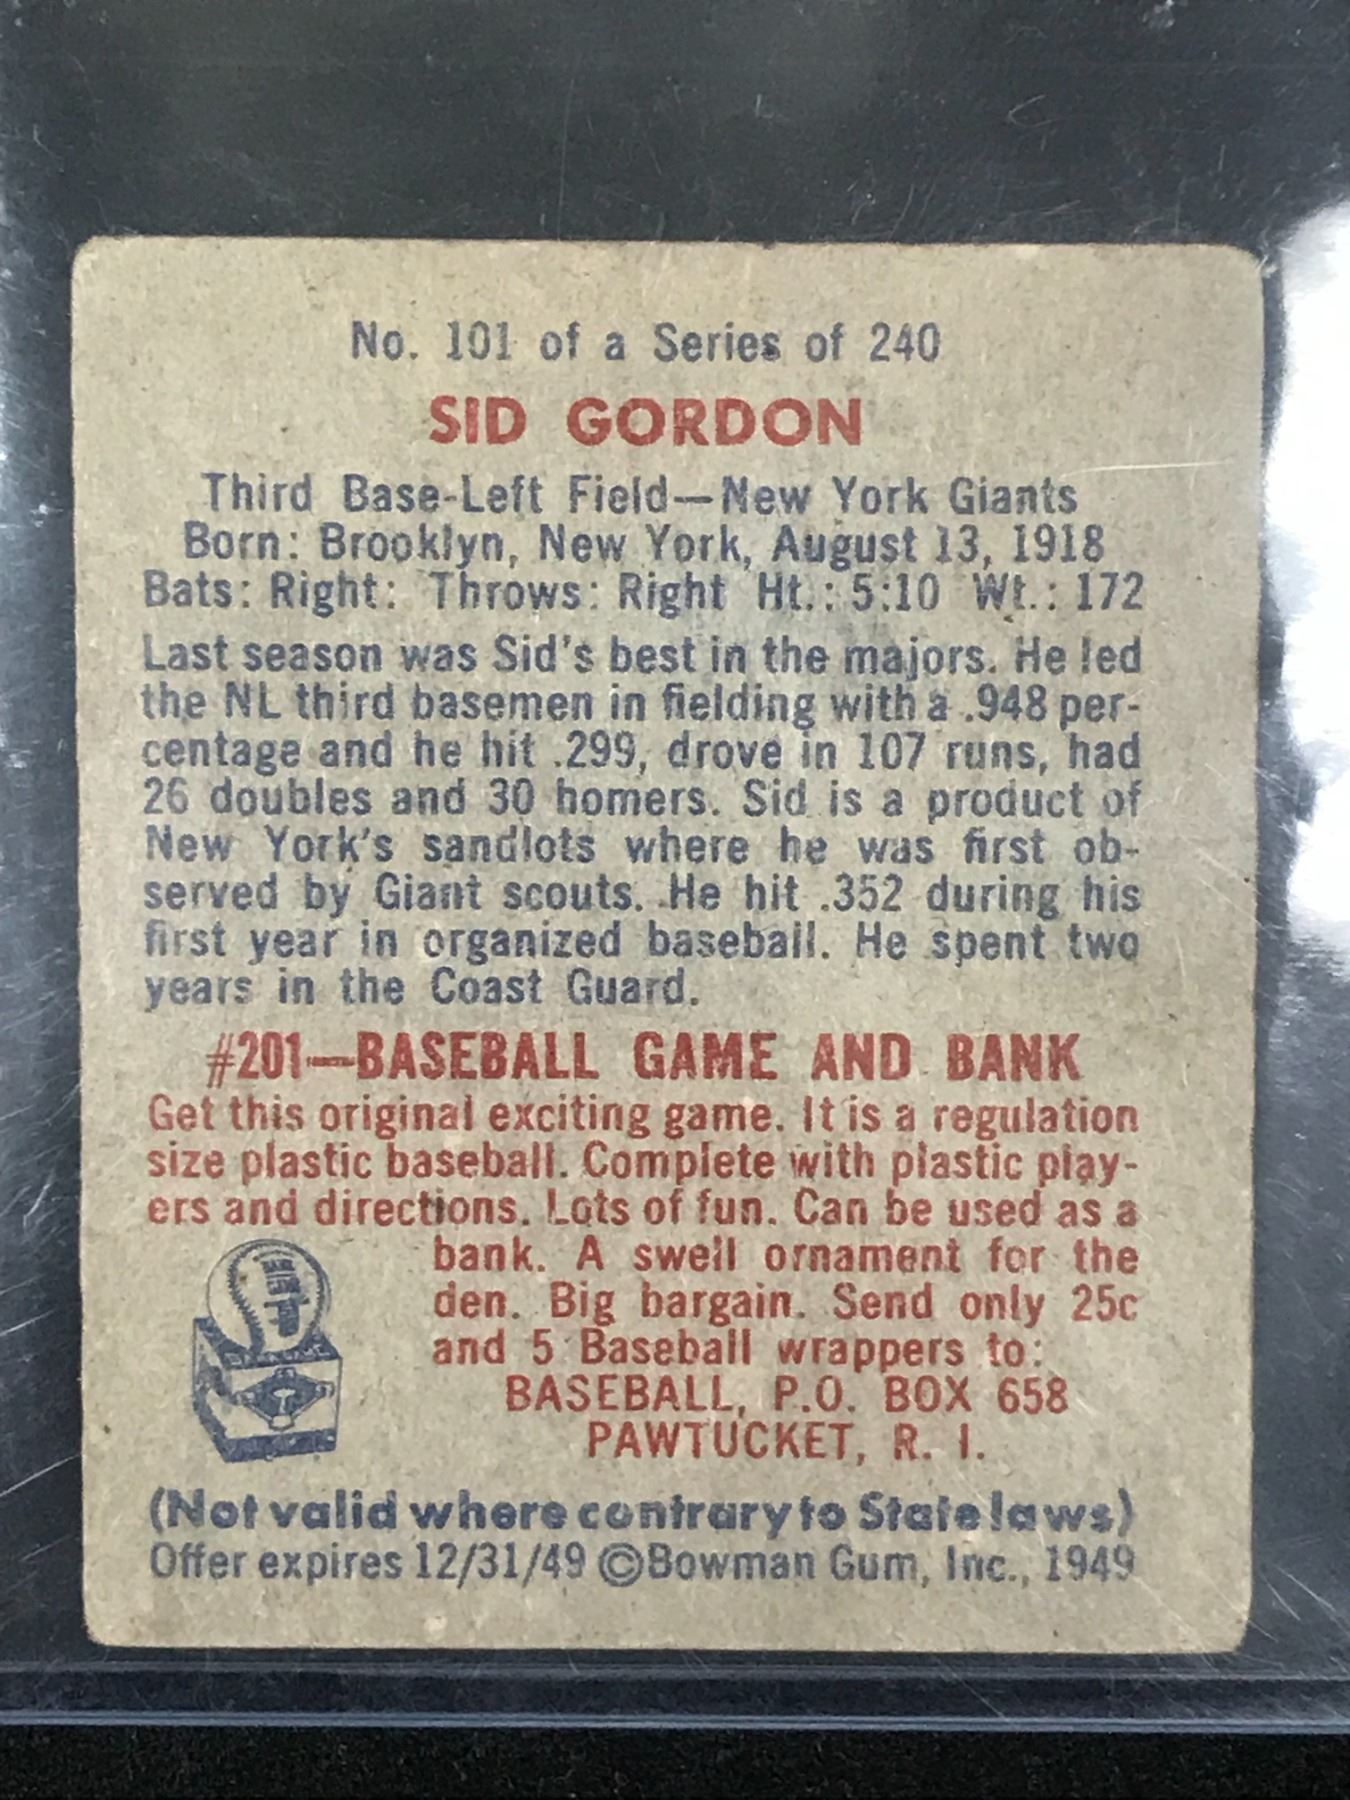 No. 101 of a Series of 240
SID GORDON
Third Base-Left Field—New York Giants
Born: Brooklyn, New York, August 13, 1918
Bats: Right: Throws: Right Ht.: 5:10 Wt.: 172
Last season was Sid's best in the majors. He led
the NL third basemen in fielding with a .948 per-
centage and he hit .299, drove in 107 runs, had
26 doubles and 30 homers. Sid is a product of
New York's sandlots where he was first ob-
served by Giant scouts. He hit .352 during his
first year in organized baseball. He spent two
years in the Coast Guard.
#201—BASEBALL GAME AND BANK
Get this original exciting game. It is a regulation
size plastic baseball. Complete with plastic play-
ers and directions. Lots of fun. Can be used as a
bank. A swell ornament for the
den. Big bargain. Send only 25c
and 5 Baseball wrappers to:
BASEBALL, P.O. BOX 658
PAWTUCKET, R. I.
(Not valid where contrary to State laws)
Offer expires 12/31/49 ©Bowman Gum, Inc., 1949